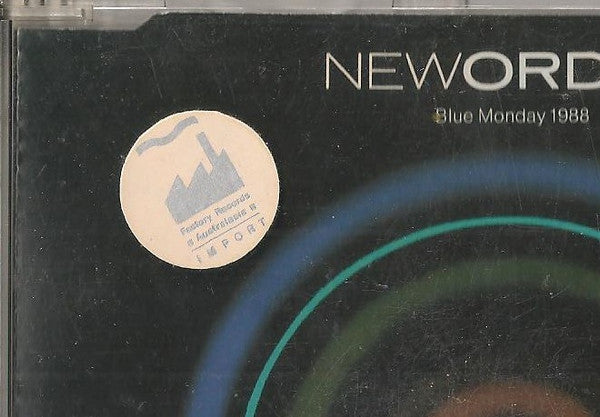 NEWORD
Blue Monday 1988
Factory Records
Australasia
IMPORT